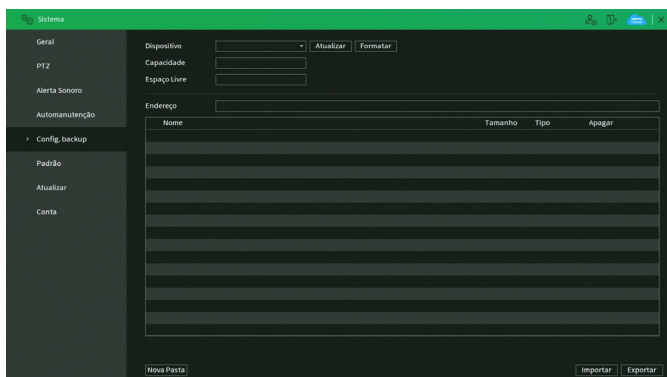 Sistema
Geral
PTZ
Alerta Sonoro
Automanutenção
Config. backup
Padrão
Atualizar
Conta
Dispositivo
Atualizar
Formatar
Capacidade
Espaço Livre
Endereço
Nome Tamanho Tipo Apagar
Nova Pasta
Importar
Exportar